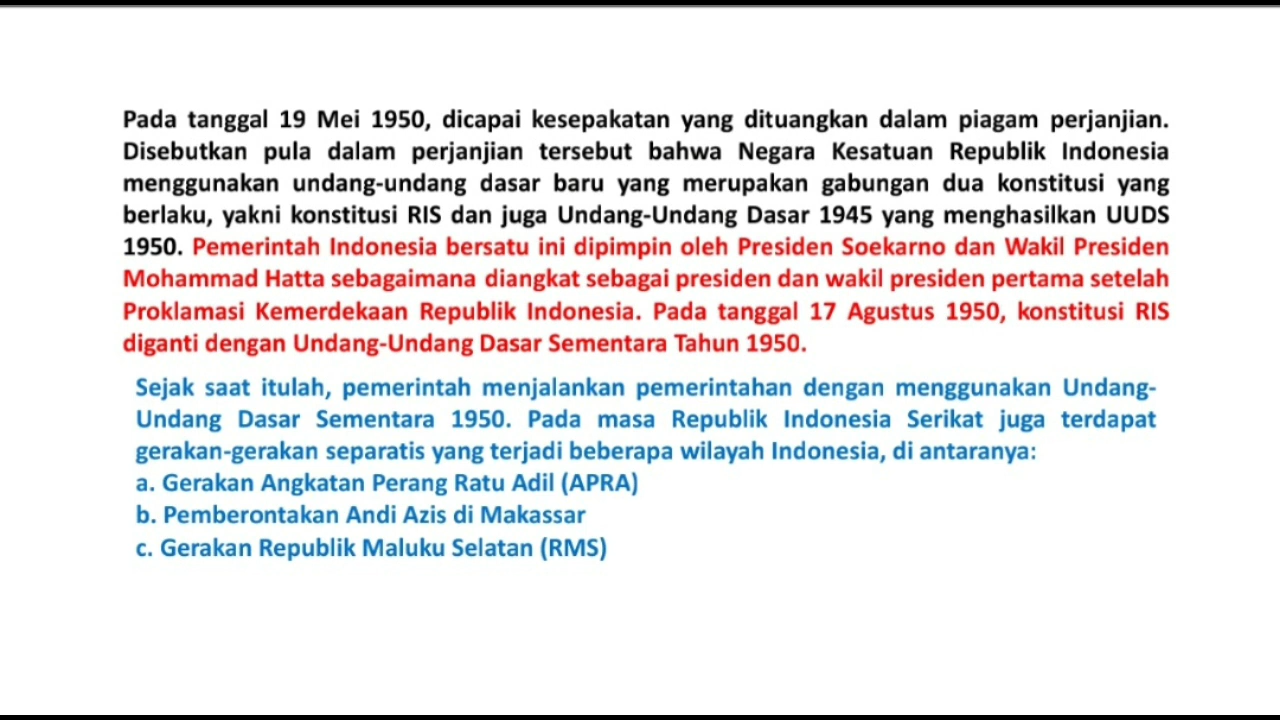 Pada tanggal 19 Mei 1950, dicapai kesepakatan yang dituangkan dalam piagam perjanjian.
Disebutkan pula dalam perjanjian tersebut bahwa Negara Kesatuan Republik Indonesia
menggunakan undang-undang dasar baru yang merupakan gabungan dua konstitusi yang
berlaku, yakni konstitusi RIS dan juga Undang-Undang Dasar 1945 yang menghasilkan UUDS
1950. Pemerintah Indonesia bersatu ini dipimpin oleh Presiden Soekarno dan Wakil Presiden
Mohammad Hatta sebagaimana diangkat sebagai presiden dan wakil presiden pertama setelah
Proklamasi Kemerdekaan Republik Indonesia. Pada tanggal 17 Agustus 1950, konstitusi RIS
diganti dengan Undang-Undang Dasar Sementara Tahun 1950.
Sejak saat itulah, pemerintah menjalankan pemerintahan dengan menggunakan Undang-
Undang Dasar Sementara 1950. Pada masa Republik Indonesia Serikat juga terdapat
gerakan-gerakan separatis yang terjadi beberapa wilayah Indonesia, di antaranya:
a. Gerakan Angkatan Perang Ratu Adil (APRA)
b. Pemberontakan Andi Azis di Makassar
c. Gerakan Republik Maluku Selatan (RMS)